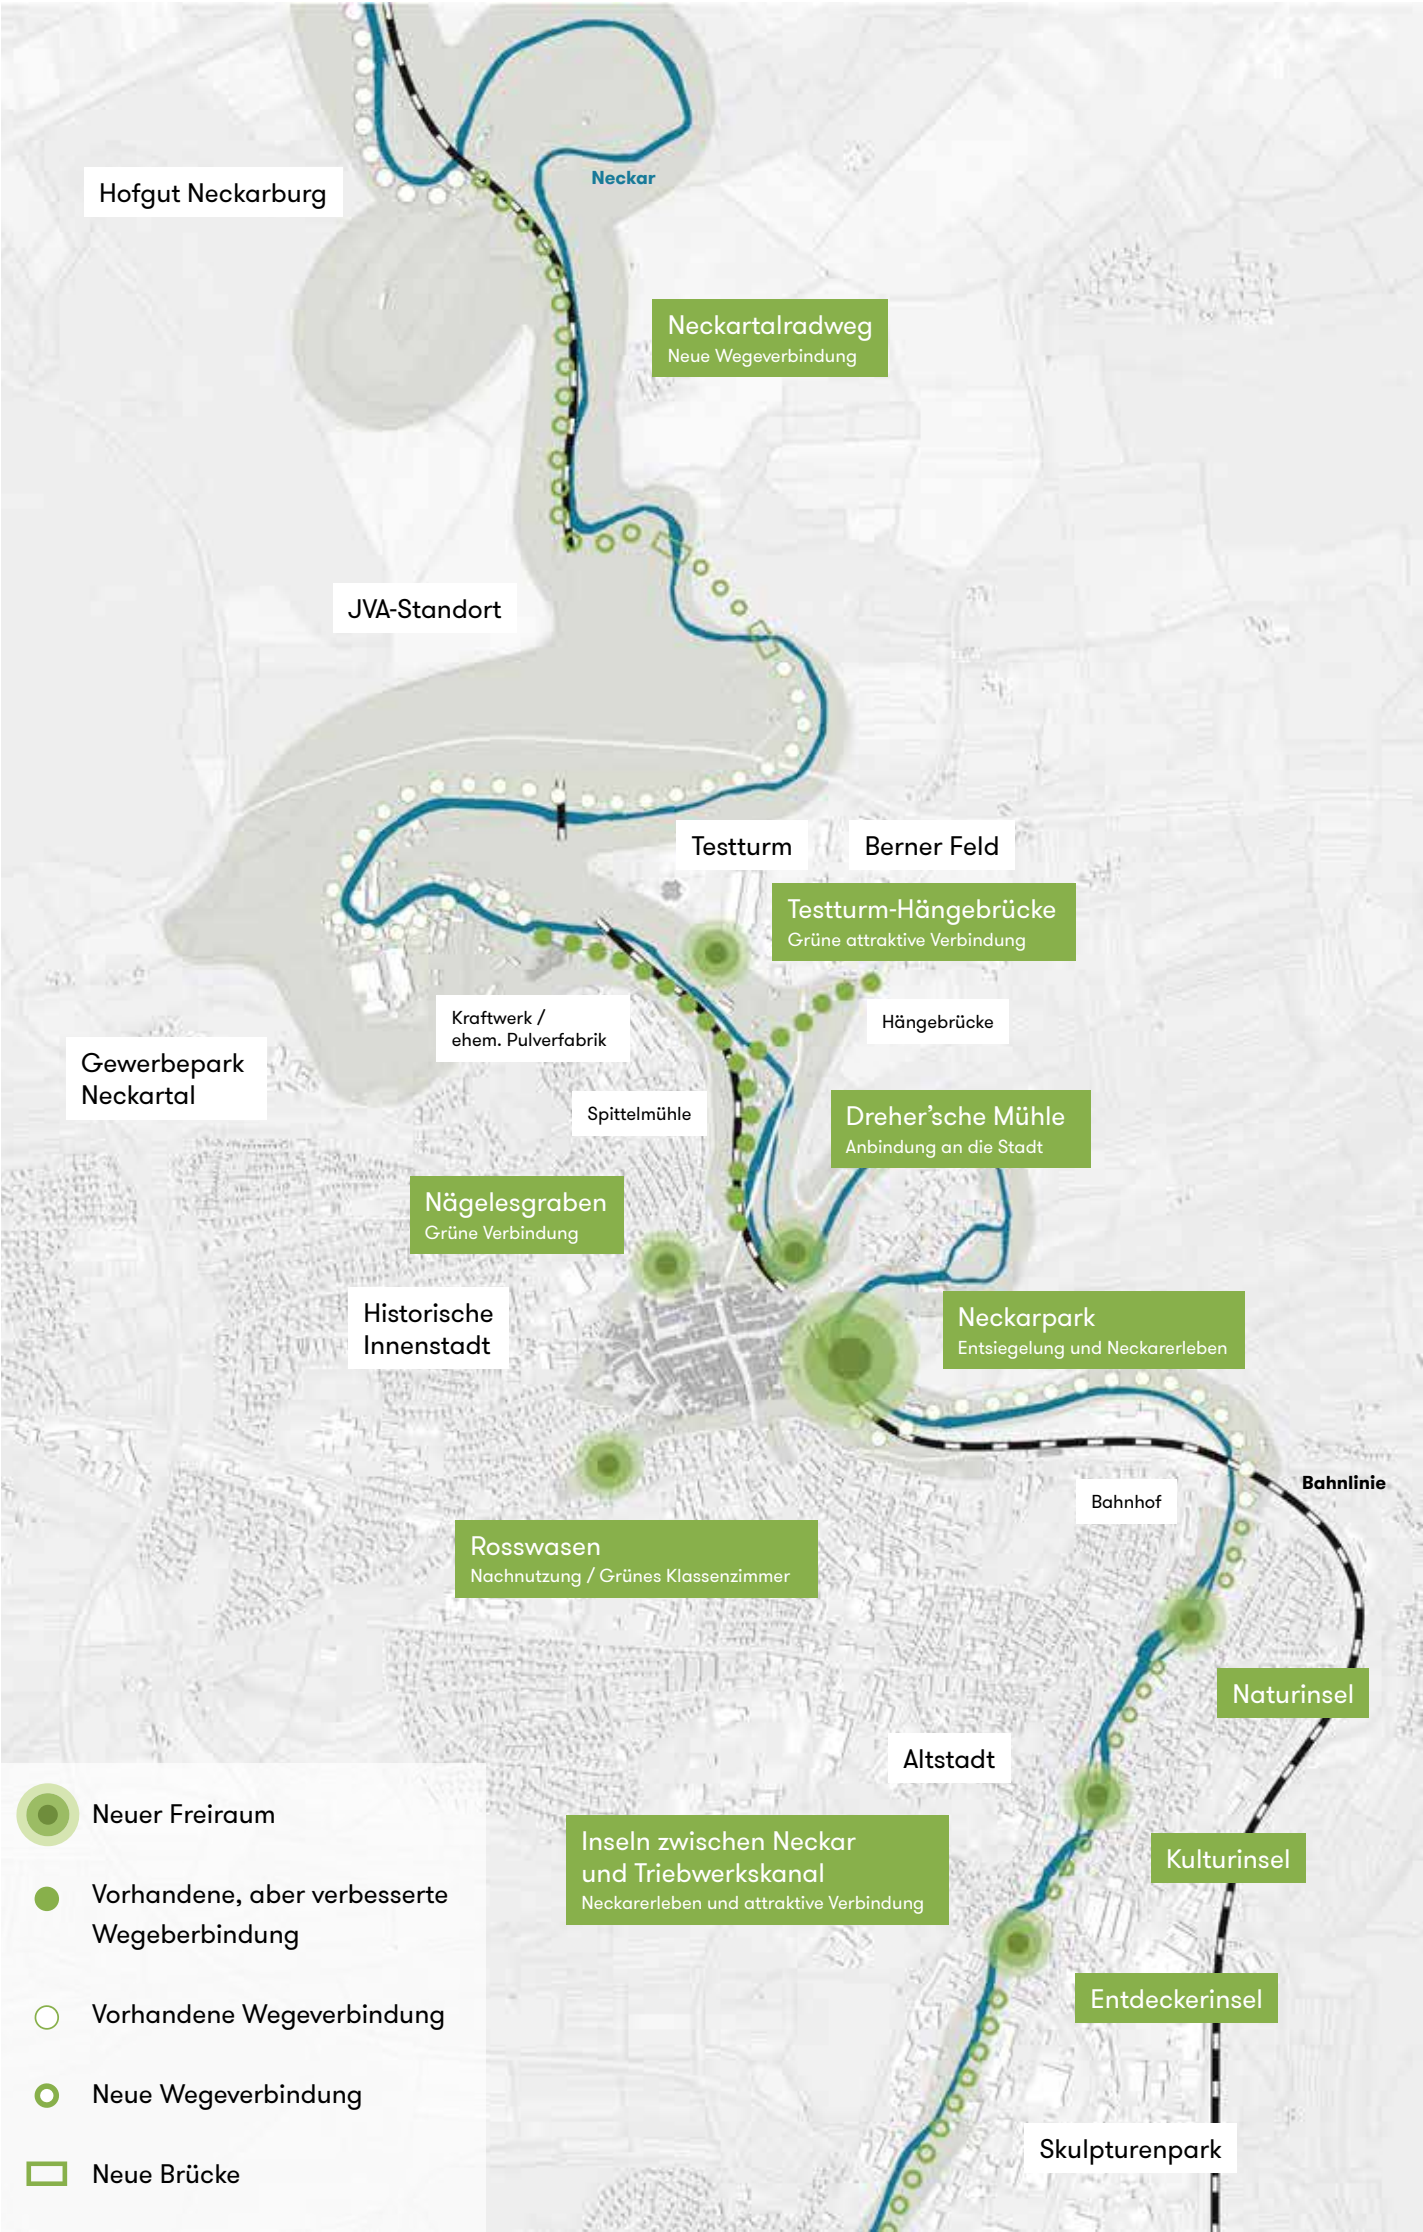 Hofgut Neckarburg
Neckar
Neckartalradweg
Neue Wegeverbindung
JVA-Standort
Testturm
Berner Feld
Testturm-Hängebrücke
Grüne attraktive Verbindung
Kraftwerk /
ehem. Pulverfabrik
Hängebrücke
Gewerbepark
Neckartal
Spittelmühle
Dreher’sche Mühle
Anbindung an die Stadt
Nägelesgraben
Grüne Verbindung
Historische
Innenstadt
Neckarpark
Entsiegelung und Neckarerleben
Bahnlinie
Bahnhof
Rosswasen
Nachnutzung / Grünes Klassenzimmer
Naturinsel
Altstadt
Inseln zwischen Neckar
und Triebwerkskanal
Neckarerleben und attraktive Verbindung
Kulturinsel
Entdeckerinsel
Skulpturenpark
Neuer Freiraum
Vorhandene, aber verbesserte
Wegeberbindung
Vorhandene Wegeverbindung
Neue Wegeverbindung
Neue Brücke